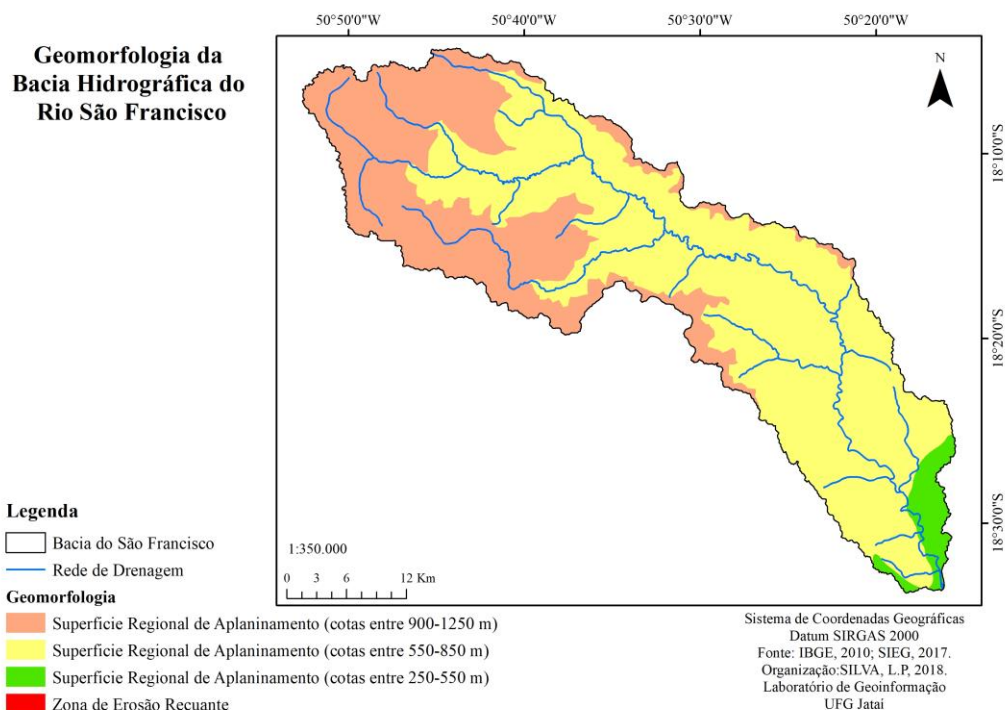 Geomorfologia da
Bacia Hidrográfica do
Rio São Francisco
50°50'0"W
50°40'0"W
50°30'0"W
50°20'0"W
N
18°10'0"S
18°20'0"S
18°30'0"S
1:350.000
0 3 6 12 Km
Legenda
Bacia do São Francisco
Rede de Drenagem
Geomorfologia
Superfície Regional de Aplaninamento (cotas entre 900-1250 m)
Superfície Regional de Aplaninamento (cotas entre 550-850 m)
Superfície Regional de Aplaninamento (cotas entre 250-550 m)
Zona de Erosão Recuante
Sistema de Coordenadas Geográficas
Datum SIRGAS 2000
Fonte: IBGE, 2010; SIEG, 2017.
Organização:SILVA, L.P, 2018.
Laboratório de Geoinformação
UFG Jataí